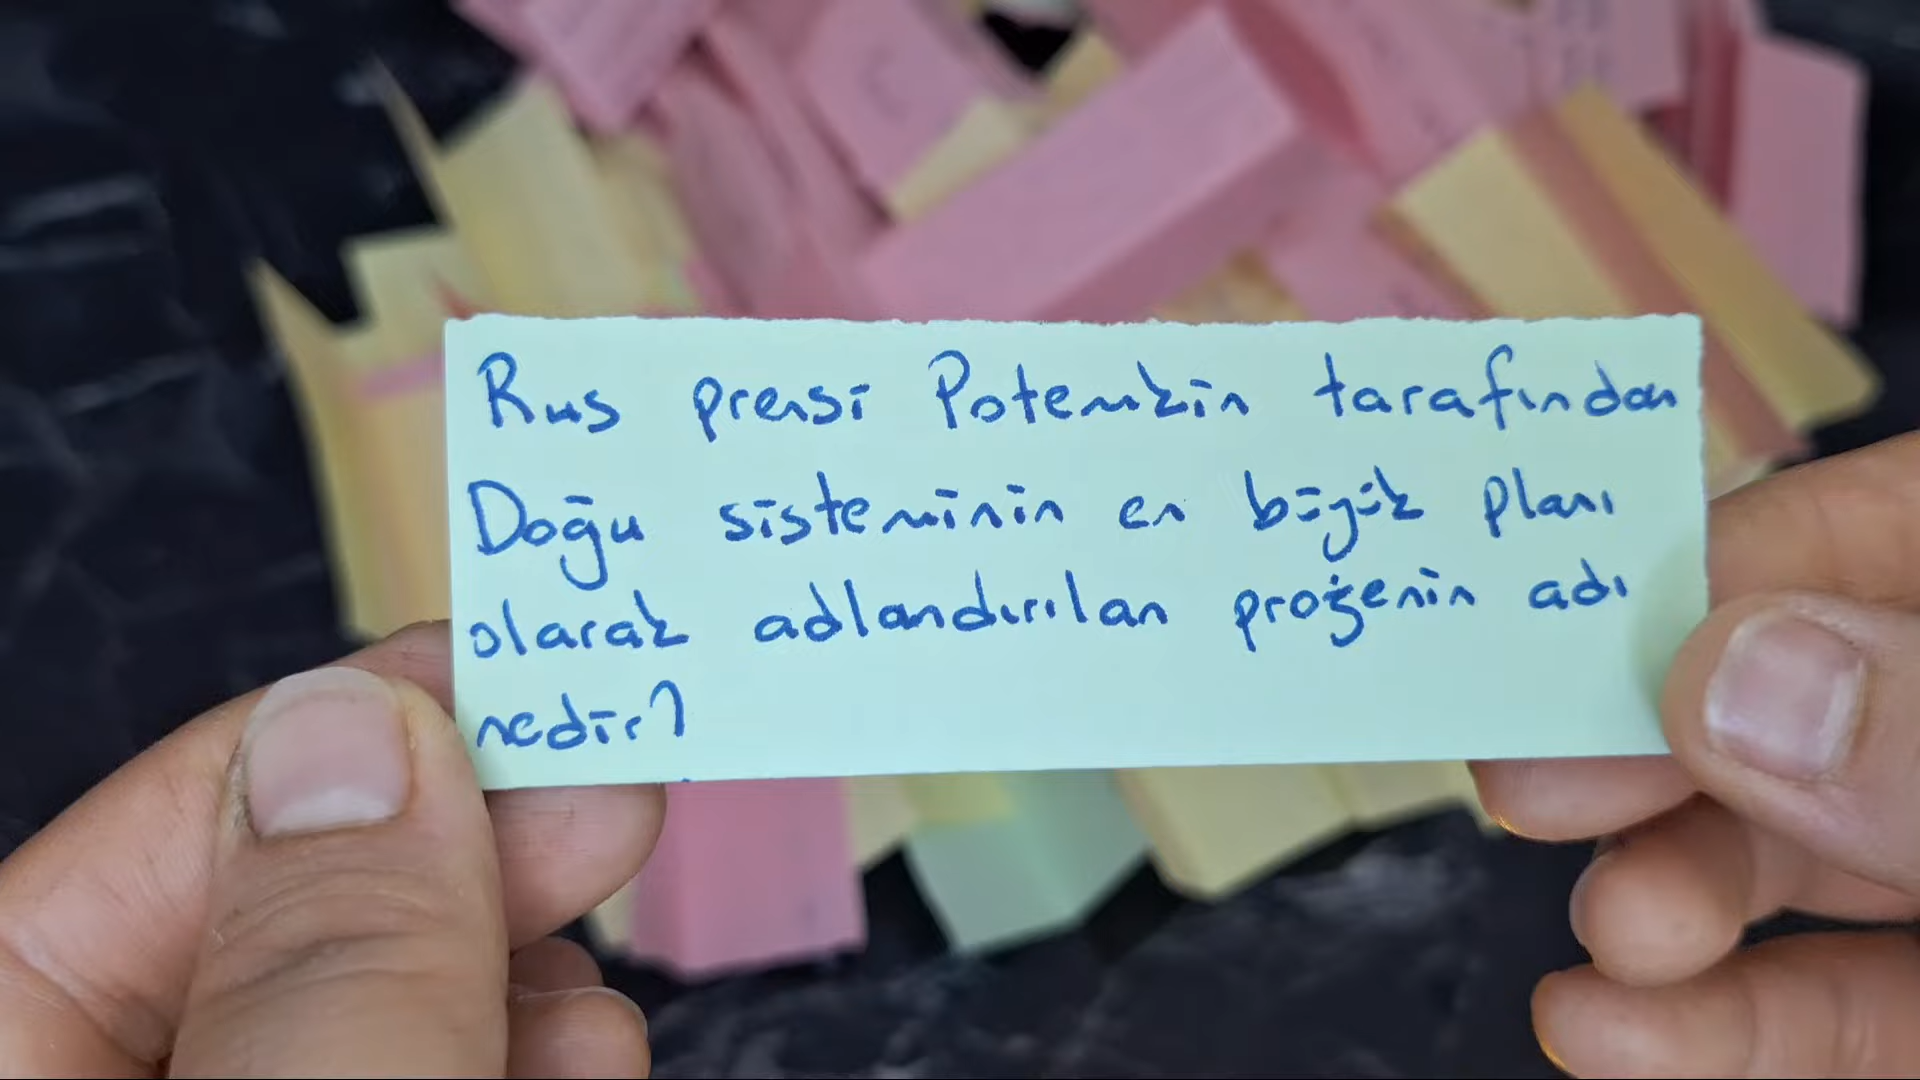 Rus prensi Potemkin tarafından
Doğu sisteminin en büyük planı
olarak adlandırılan projenin adı
nedir?